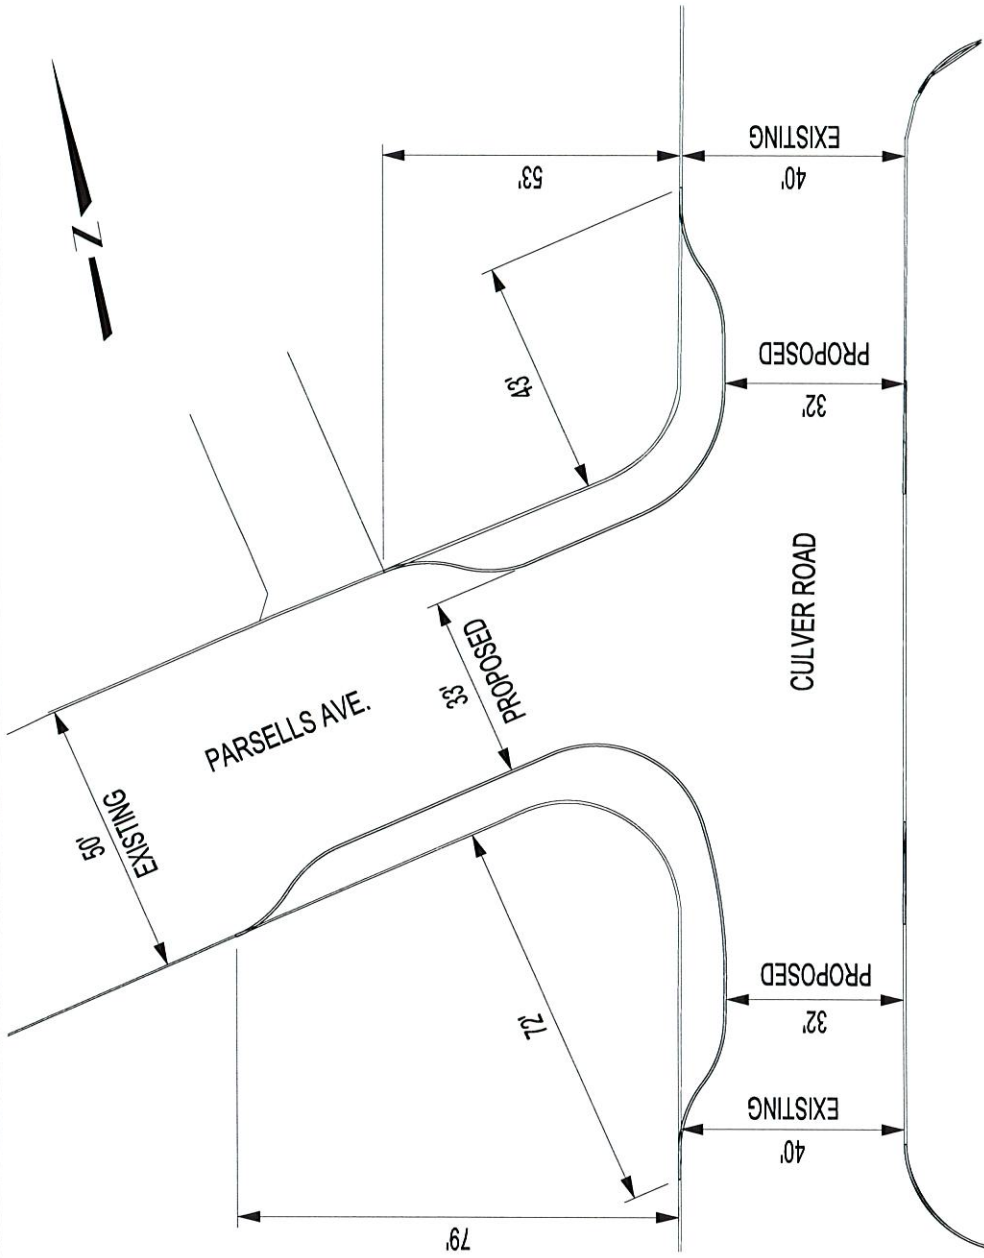 N
53'
40'
EXISTING
43'
32'
PROPOSED
33'
PROPOSED
PARSELLS AVE.
50'
EXISTING
CULVER ROAD
72'
32'
PROPOSED
40'
EXISTING
79'